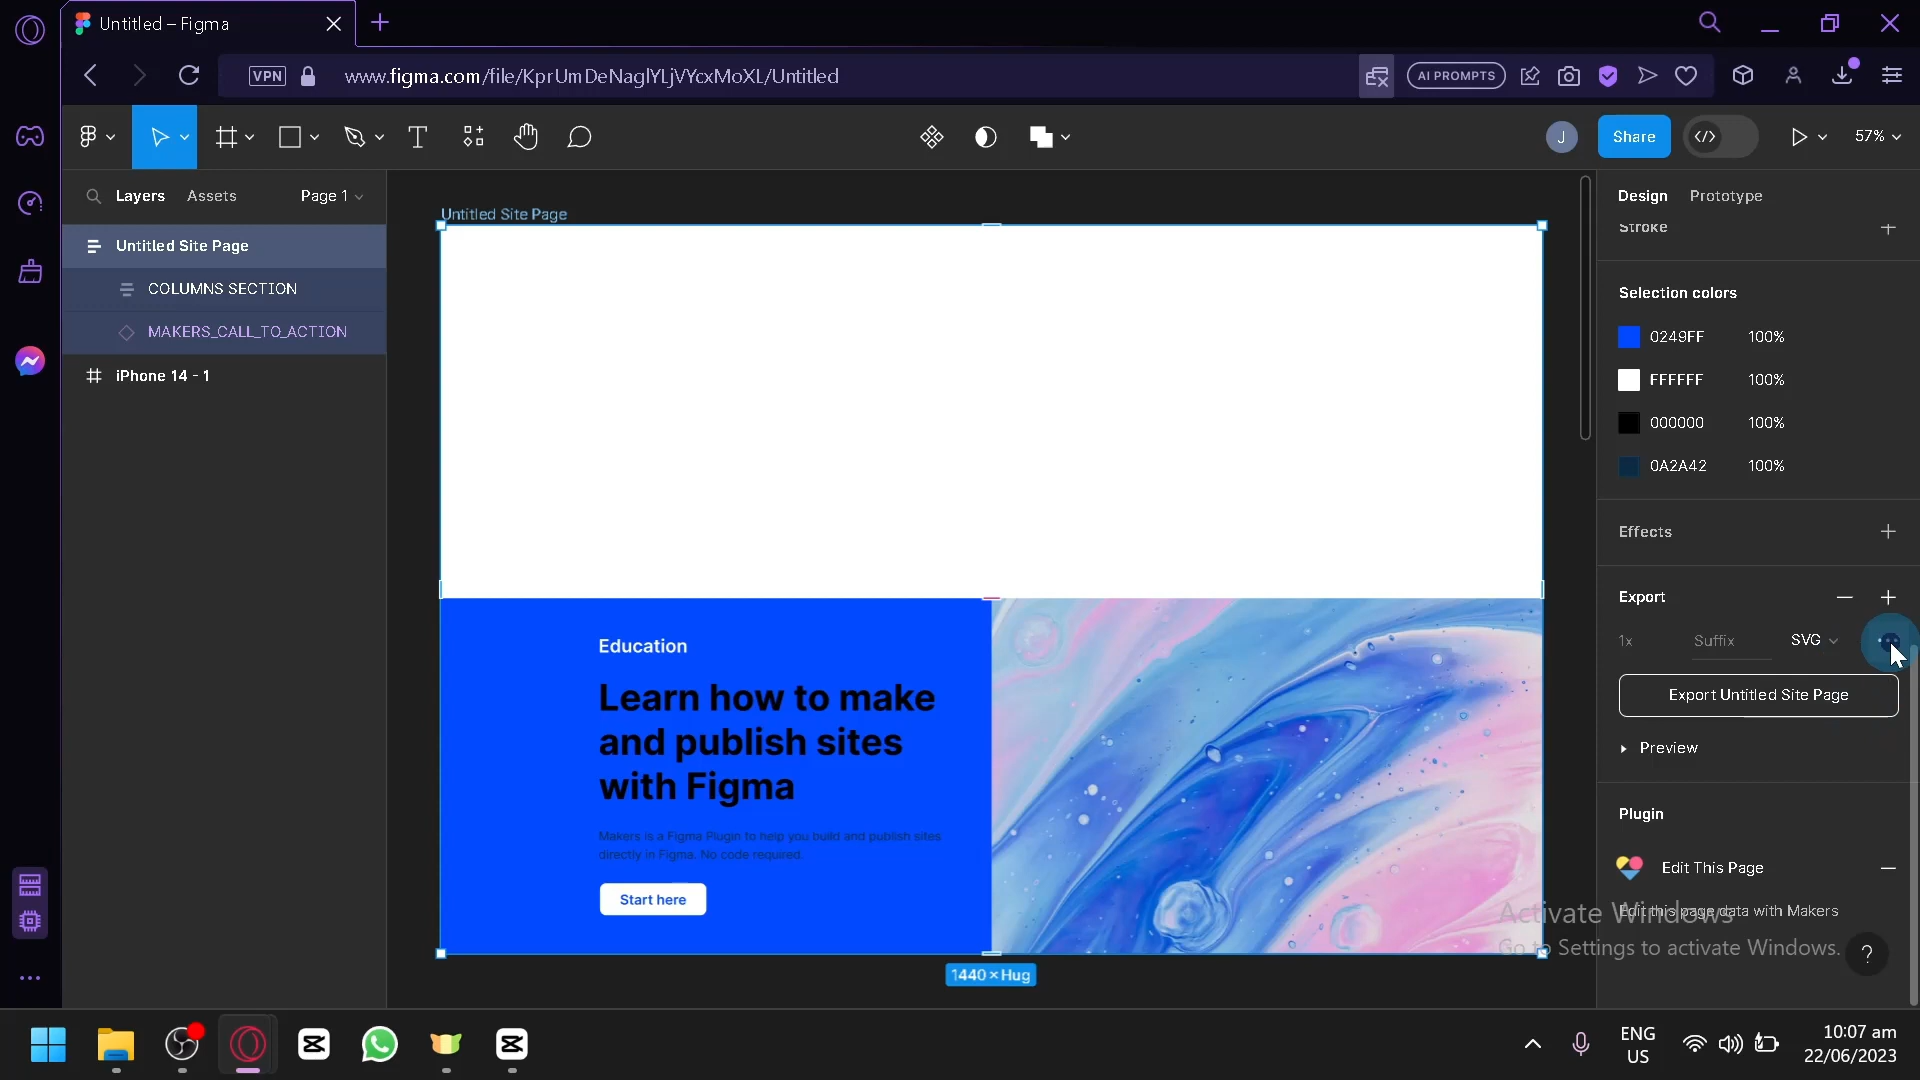 Untitled – Figma
VPN
www.figma.com/file/KprUmDeNaglYLjVYcxMoXL/Untitled
AI PROMPTS
J
Share
57%
Layers
Assets
Page 1
Untitled Site Page
COLUMNS SECTION
MAKERS_CALL_TO_ACTION
iPhone 14 - 1
Untitled Site Page
Education
Learn how to make
and publish sites
with Figma
Makers is a Figma Plugin to help you build and publish sites
directly in Figma. No code required.
Start here
1440 × Hug
Design
Prototype
Stroke
Selection colors
0249FF 100%
FFFFFF 100%
000000 100%
0A2A42 100%
Effects
Export
1x Suffix SVG
Export Untitled Site Page
Preview
Plugin
Edit This Page
Edit this page data with Makers
Activate Windows
Go to Settings to activate Windows.
?
ENG
US
10:07 am
22/06/2023